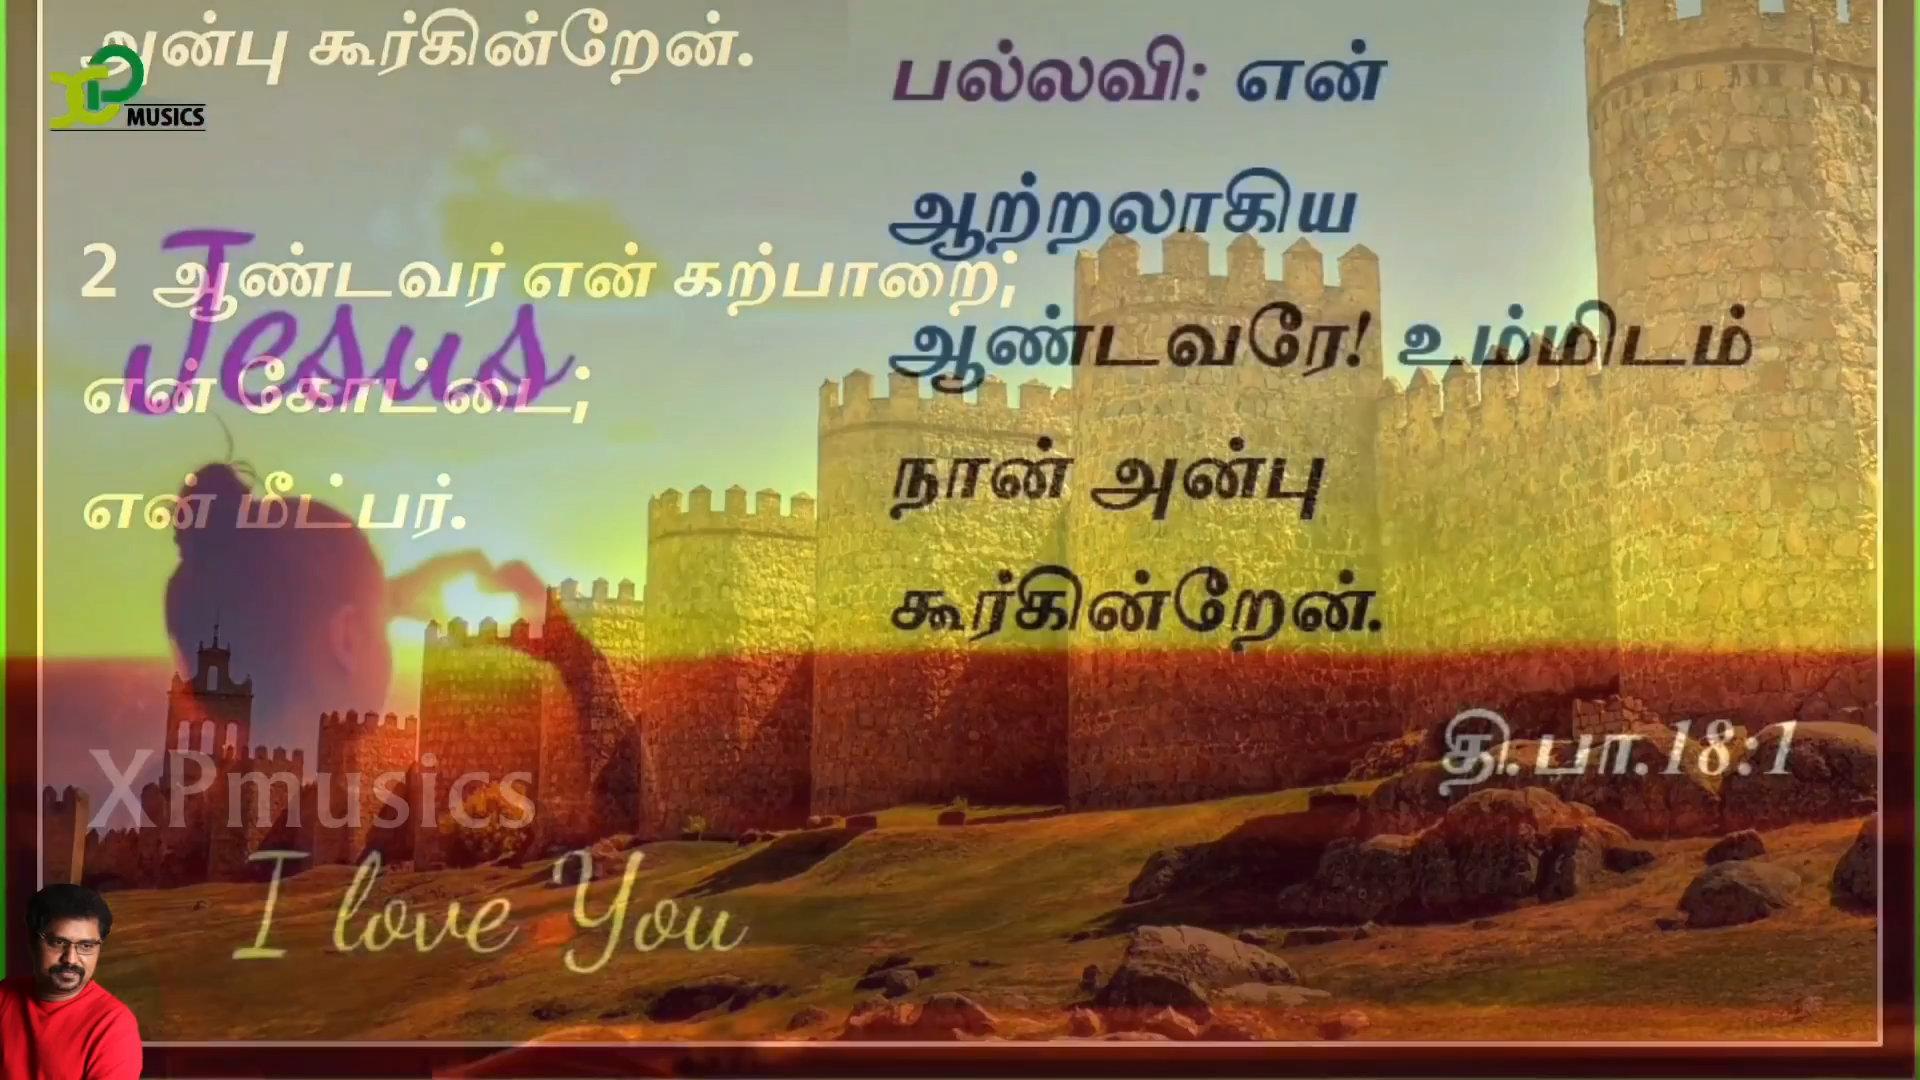 அன்பு கூர்கின்றேன்.
MUSICS
2 ஆண்டவர் என் கற்பாறை;
என் கோட்டை;
என் மீட்பர்.
Jesus
XPmusics
I love You
பல்லவி: என்
ஆற்றலாகிய
ஆண்டவரே! உம்மிடம்
நான் அன்பு
கூர்கின்றேன்.
தி.பா.18:1